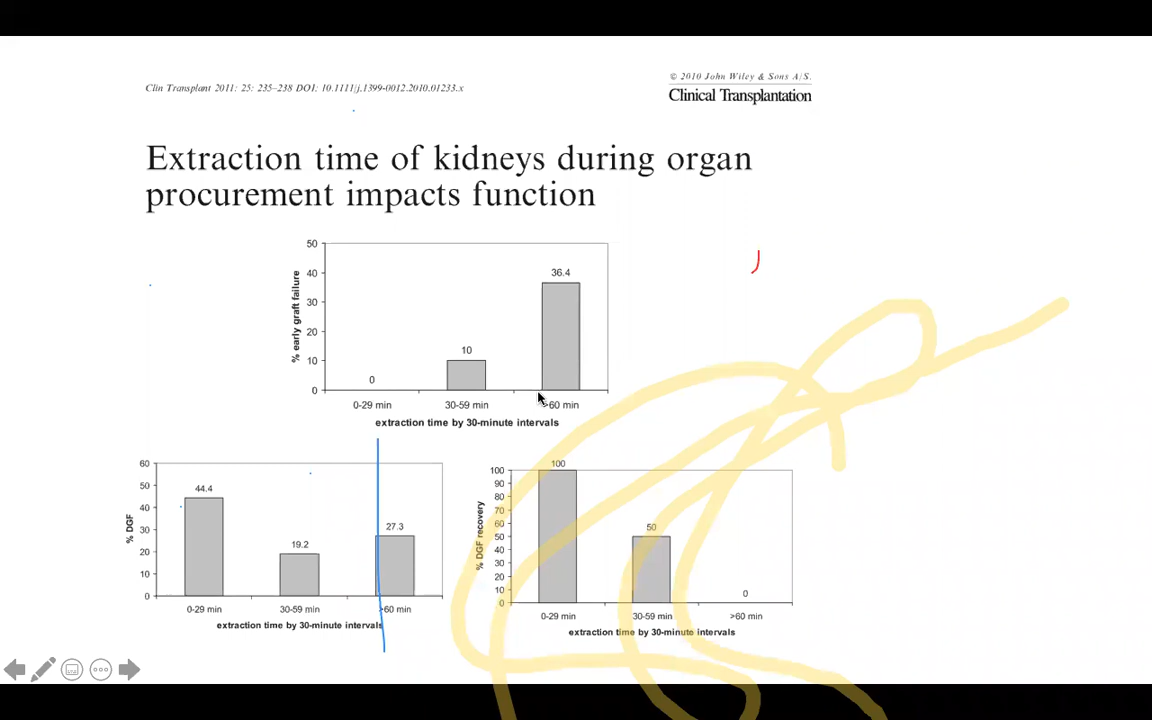 Clin Transplant 2011: 25: 235–238 DOI: 10.1111/j.1399-0012.2010.01233.x
© 2010 John Wiley & Sons A/S.
Clinical Transplantation
Extraction time of kidneys during organ
procurement impacts function
% early graft failure
50
40
30
20
10
0
0
10
36.4
0-29 min
30-59 min
>60 min
extraction time by 30-minute intervals
% DGF
60
50
40
30
20
10
0
44.4
19.2
27.3
0-29 min
30-59 min
>60 min
extraction time by 30-minute intervals
% DGF recovery
100
90
80
70
60
50
40
30
20
10
0
100
50
0
0-29 min
30-59 min
>60 min
extraction time by 30-minute intervals